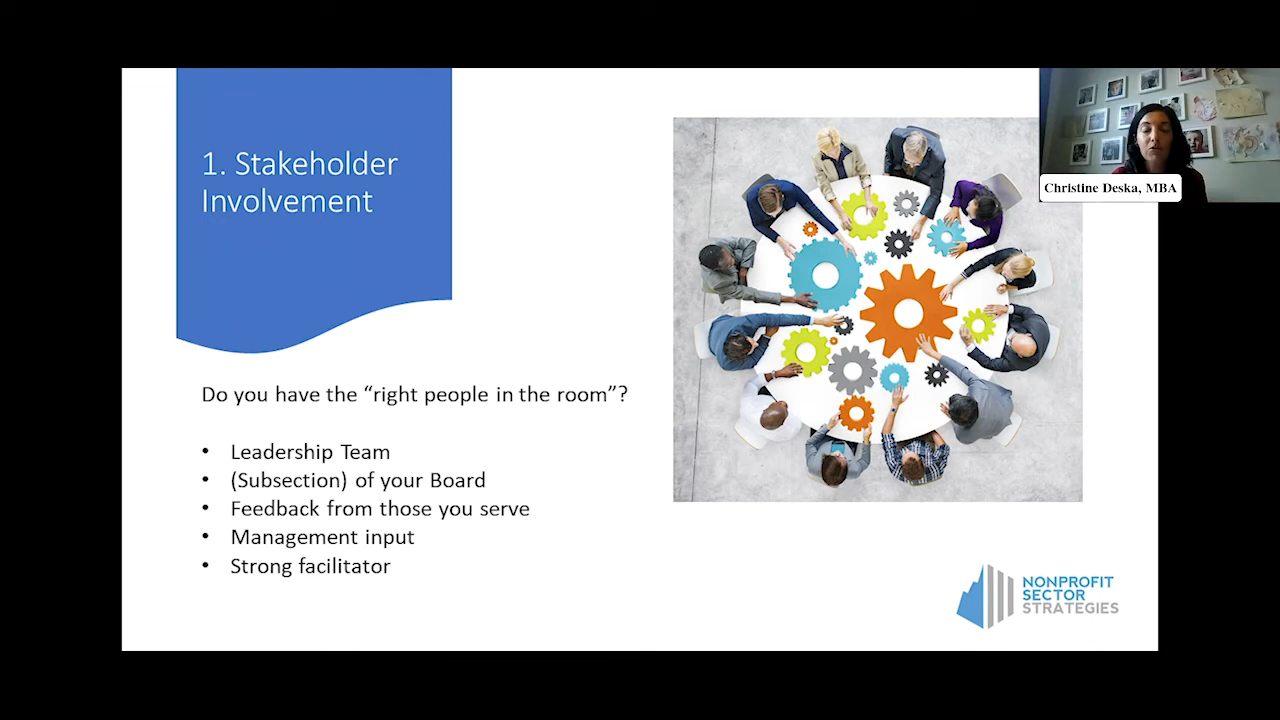 1. Stakeholder
Involvement
Christine Deska, MBA
Do you have the “right people in the room”?
• Leadership Team
• (Subsection) of your Board
• Feedback from those you serve
• Management input
• Strong facilitator
NONPROFIT
SECTOR
STRATEGIES